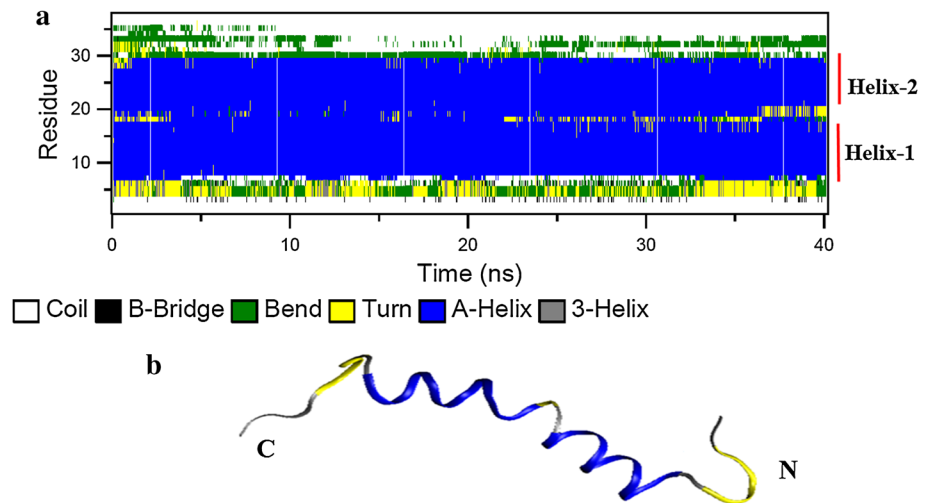 a
Residue
30
20
10
Helix-2
Helix-1
0 10 20 30 40
Time (ns)
Coil B-Bridge Bend Turn A-Helix 3-Helix
b
C
N